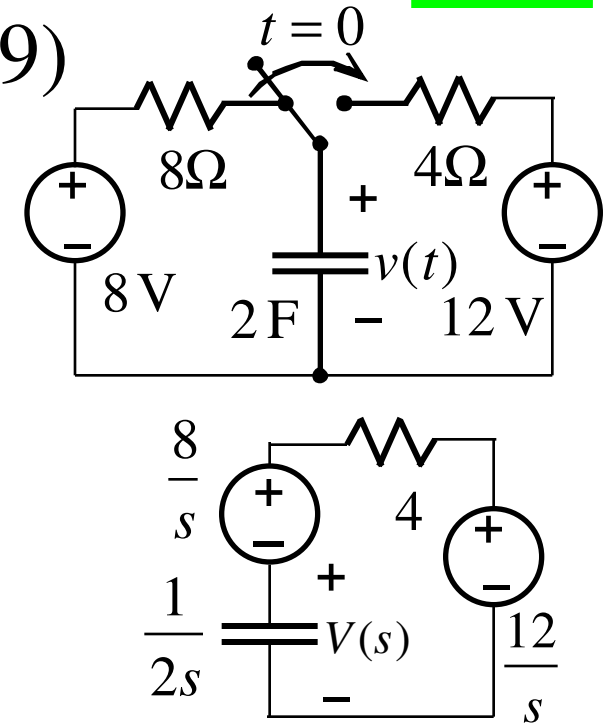 9)
t = 0
8Ω 4Ω
+ + +
− v(t) −
8 V 2 F − 12 V
8/s
+ 4 +
− + −
1/2s V(s) 12/s
−